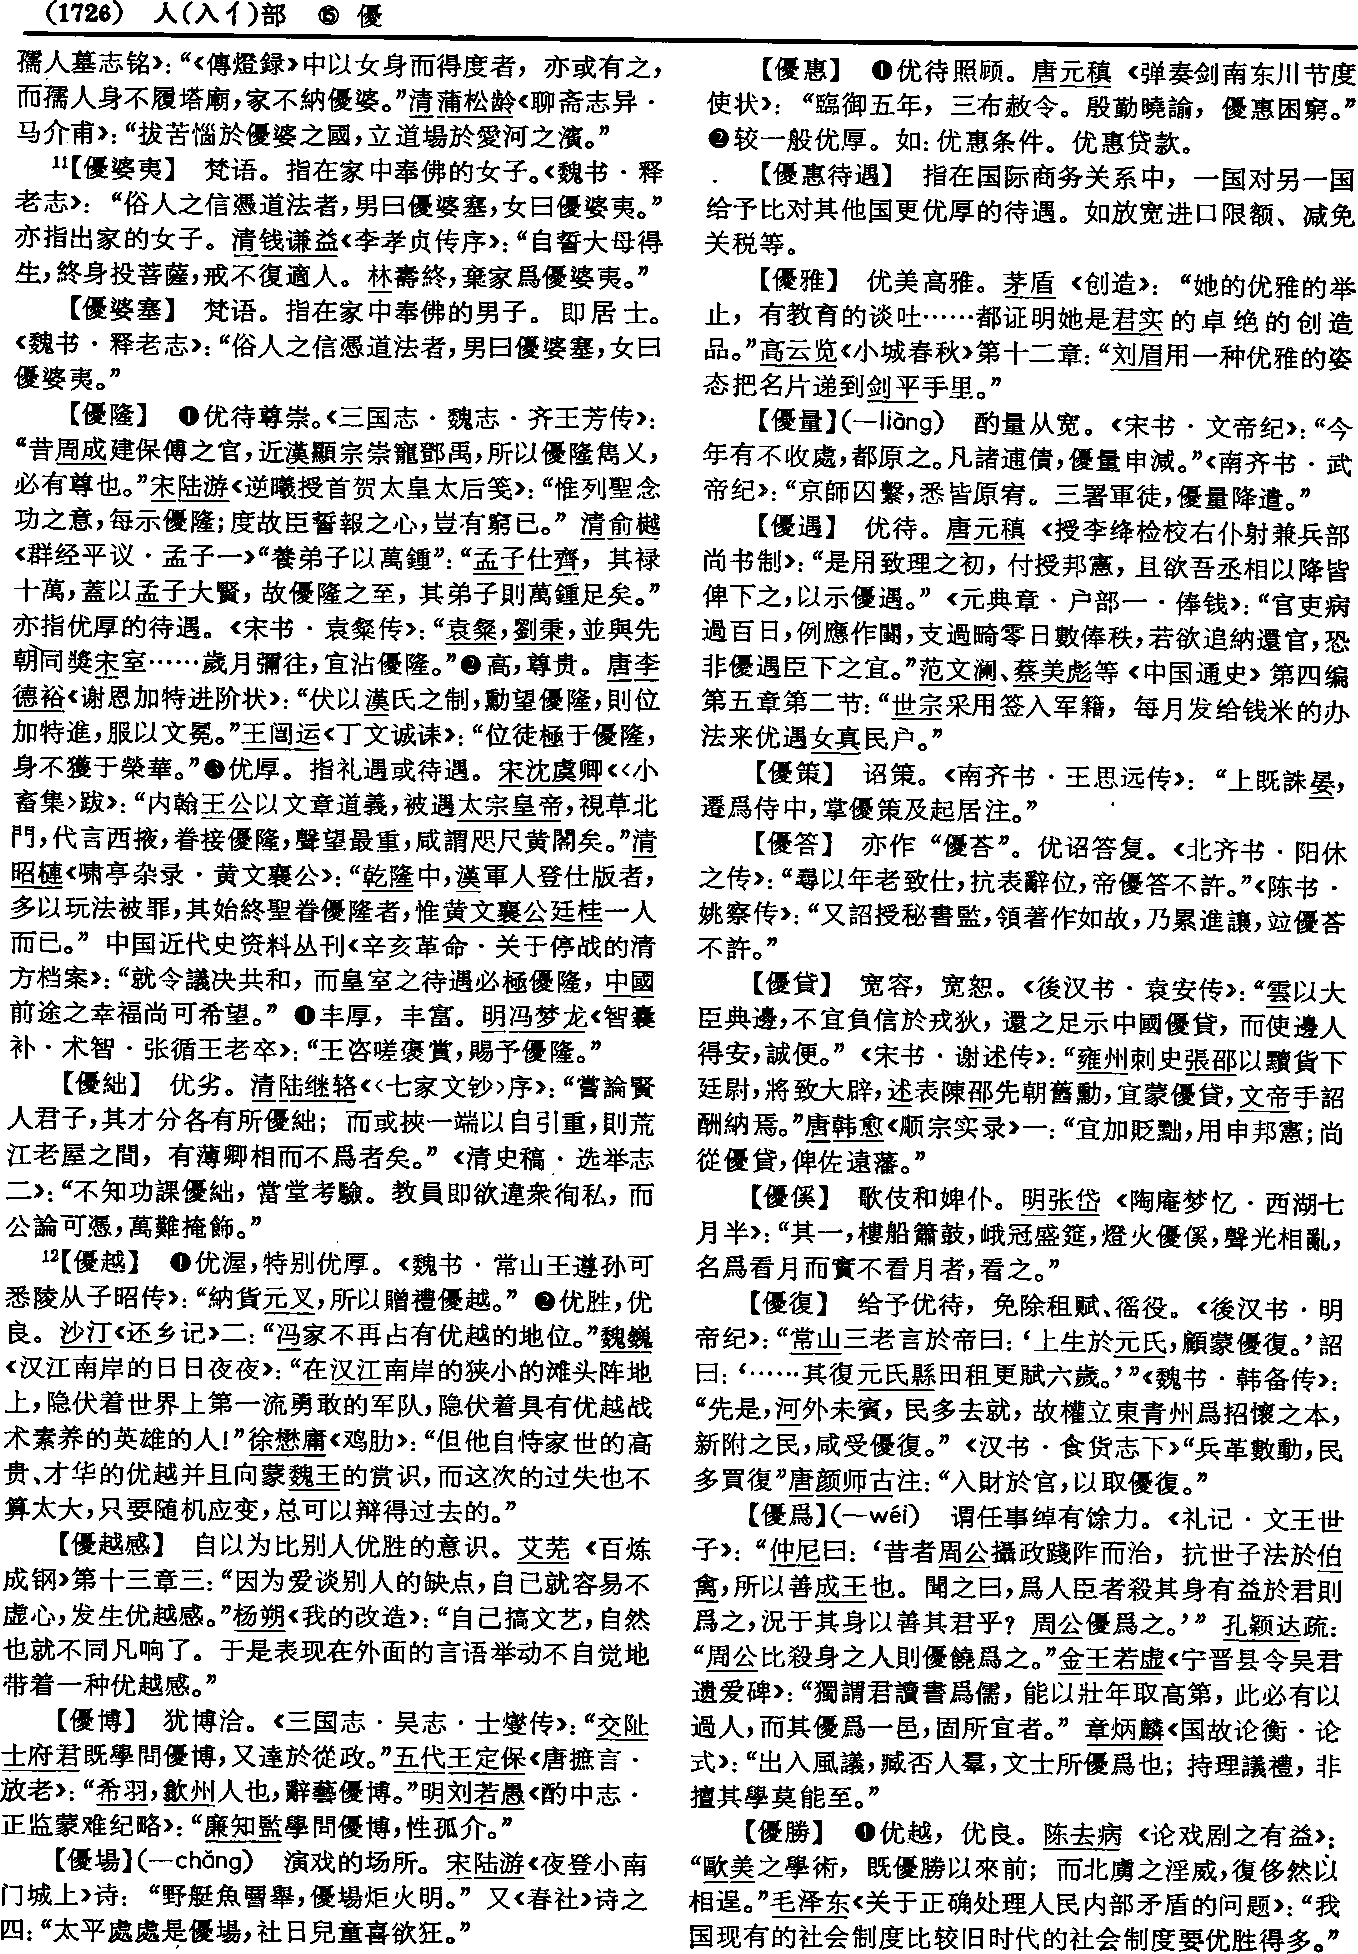 (1726) 人(入亻)部 ⑮ 優
孺人墓志铭》：“《傳燈録》中以女身而得度者，亦或有之，
而孺人身不履塔廟，家不納優婆。”清蒲松龄《聊斋志异·
马介甫》：“拔苦惱於優婆之國，立道場於愛河之濱。”
¹¹【優婆夷】 梵语。指在家中奉佛的女子。《魏书·释
老志》：“俗人之信憑道法者，男曰優婆塞，女曰優婆夷。”
亦指出家的女子。清钱谦益《李孝贞传序》：“自誓大母得
生，終身投菩薩，戒不復適人。林壽終，棄家爲優婆夷。”
【優婆塞】 梵语。指在家中奉佛的男子。即居士。
《魏书·释老志》：“俗人之信憑道法者，男曰優婆塞，女曰
優婆夷。”
【優隆】 ❶优待尊崇。《三国志·魏志·齐王芳传》：
“昔周成建保傅之官，近漢顯宗崇寵鄧禹，所以優隆雋乂，
必有尊也。”宋陆游《逆曦授首贺太皇太后笺》：“惟列聖念
功之意，每示優隆；度故臣誓報之心，豈有窮已。”清俞樾
《群经平议·孟子一》“養弟子以萬鍾”：“孟子仕齊，其禄
十萬，蓋以孟子大賢，故優隆之至，其弟子則萬鍾足矣。”
亦指优厚的待遇。《宋书·袁粲传》：“袁粲，劉秉，並與先
朝同獎宋室……歲月彌往，宜沾優隆。”❷高，尊贵。唐李
德裕《谢恩加特进阶状》：“伏以漢氏之制，勳望優隆，則位
加特進，服以文冕。”王闿运《丁文诚诔》：“位徒極于優隆，
身不獲于榮華。”❸优厚。指礼遇或待遇。宋沈虞卿《〈小
畜集〉跋》：“内翰王公以文章道義，被遇太宗皇帝，視草北
門，代言西掖，眷接優隆，聲望最重，咸謂咫尺黄閣矣。”清
昭槤《啸亭杂录·黄文襄公》：“乾隆中，漢軍人登仕版者，
多以玩法被罪，其始終聖眷優隆者，惟黄文襄公廷桂一人
而已。”中国近代史资料丛刊《辛亥革命·关于停战的清
方档案》：“就令議决共和，而皇室之待遇必極優隆，中國
前途之幸福尚可希望。”❹丰厚，丰富。明冯梦龙《智囊
补·术智·张循王老卒》：“王咨嗟褒賞，賜予優隆。”
【優絀】 优劣。清陆继辂《〈七家文钞〉序》：“嘗論賢
人君子，其才分各有所優絀；而或挾一端以自引重，則荒
江老屋之間，有薄卿相而不爲者矣。”《清史稿·选举志
二》：“不知功課優絀，當堂考驗。教員即欲違衆徇私，而
公論可憑，萬難掩飾。”
¹²【優越】 ❶优渥，特别优厚。《魏书·常山王遵孙可
悉陵从子昭传》：“納貨元叉，所以贈禮優越。”❷优胜，优
良。沙汀《还乡记》二：“冯家不再占有优越的地位。”魏巍
《汉江南岸的日日夜夜》：“在汉江南岸的狭小的滩头阵地
上，隐伏着世界上第一流勇敢的军队，隐伏着具有优越战
术素养的英雄的人！”徐懋庸《鸡肋》：“但他自恃家世的高
贵、才华的优越并且向蒙魏王的赏识，而这次的过失也不
算太大，只要随机应变，总可以辩得过去的。”
【優越感】 自以为比别人优胜的意识。艾芜《百炼
成钢》第十三章三：“因为爱谈别人的缺点，自己就容易不
虚心，发生优越感。”杨朔《我的改造》：“自己搞文艺，自然
也就不同凡响了。于是表现在外面的言语举动不自觉地
带着一种优越感。”
【優博】 犹博洽。《三国志·吴志·士燮传》：“交阯
士府君既學問優博，又達於從政。”五代王定保《唐摭言·
放老》：“希羽，歙州人也，辭藝優博。”明刘若愚《酌中志·
正监蒙难纪略》：“廉知監學問優博，性孤介。”
【優場】(—chǎng) 演戏的场所。宋陆游《夜登小南
门城上》诗：“野艇魚罾舉，優場炬火明。”又《春社》诗之
四：“太平處處是優場，社日兒童喜欲狂。”
【優惠】 ❶优待照顾。唐元稹《弹奏剑南东川节度
使状》：“臨御五年，三布赦令。殷勤曉諭，優惠困窮。”
❷较一般优厚。如：优惠条件。优惠贷款。
【優惠待遇】 指在国际商务关系中，一国对另一国
给予比对其他国更优厚的待遇。如放宽进口限额、减免
关税等。
【優雅】 优美高雅。茅盾《创造》：“她的优雅的举
止，有教育的谈吐……都证明她是君实的卓绝的创造
品。”高云览《小城春秋》第十二章：“刘眉用一种优雅的姿
态把名片递到剑平手里。”
【優量】(—liàng) 酌量从宽。《宋书·文帝纪》：“今
年有不收處，都原之。凡諸逋債，優量申減。”《南齐书·武
帝纪》：“京師囚繫，悉皆原宥。三署軍徒，優量降遣。”
【優遇】 优待。唐元稹《授李绛检校右仆射兼兵部
尚书制》：“是用致理之初，付授邦憲，且欲吾丞相以降皆
俾下之，以示優遇。”《元典章·户部一·俸钱》：“官吏病
過百日，例應作闕，支過畸零日數俸秩，若欲追納還官，恐
非優遇臣下之宜。”范文澜、蔡美彪等《中国通史》第四编
第五章第二节：“世宗采用签入军籍，每月发给钱米的办
法来优遇女真民户。”
【優策】 诏策。《南齐书·王思远传》：“上既誅晏，
遷爲侍中，掌優策及起居注。”
【優答】 亦作“優荅”。优诏答复。《北齐书·阳休
之传》：“尋以年老致仕，抗表辭位，帝優答不許。”《陈书·
姚察传》：“又詔授秘書監，領著作如故，乃累進讓，竝優荅
不許。”
【優貸】 宽容，宽恕。《後汉书·袁安传》：“雲以大
臣典邊，不宜負信於戎狄，還之足示中國優貸，而使邊人
得安，誠便。”《宋书·谢述传》：“雍州刺史張邵以黷貨下
廷尉，將致大辟，述表陳邵先朝舊勳，宜蒙優貸，文帝手詔
酬納焉。”唐韩愈《顺宗实录》一：“宜加貶黜，用申邦憲；尚
從優貸，俾佐遠藩。”
【優傒】 歌伎和婢仆。明张岱《陶庵梦忆·西湖七
月半》：“其一，樓船簫鼓，峨冠盛筵，燈火優傒，聲光相亂，
名爲看月而實不看月者，看之。”
【優復】 给予优待，免除租赋、徭役。《後汉书·明
帝纪》：“常山三老言於帝曰：‘上生於元氏，願蒙優復。’詔
曰：‘……其復元氏縣田租更賦六歲。’”《魏书·韩备传》：
“先是，河外未賓，民多去就，故權立東青州爲招懷之本，
新附之民，咸受優復。”《汉书·食货志下》“兵革數動，民
多買復”唐颜师古注：“入財於官，以取優復。”
【優爲】(—wéi) 谓任事绰有馀力。《礼记·文王世
子》：“仲尼曰：‘昔者周公攝政踐阼而治，抗世子法於伯
禽，所以善成王也。聞之曰，爲人臣者殺其身有益於君則
爲之，況于其身以善其君乎？周公優爲之。’”孔颖达疏：
“周公比殺身之人則優饒爲之。”金王若虚《宁晋县令吴君
遗爱碑》：“獨謂君讀書爲儒，能以壯年取高第，此必有以
過人，而其優爲一邑，固所宜者。”章炳麟《国故论衡·论
式》：“出入風議，臧否人羣，文士所優爲也；持理議禮，非
擅其學莫能至。”
【優勝】 ❶优越，优良。陈去病《论戏剧之有益》：
“歐美之學術，既優勝以來前；而北虜之淫威，復侈然以
相逞。”毛泽东《关于正确处理人民内部矛盾的问题》：“我
国现有的社会制度比较旧时代的社会制度要优胜得多。”